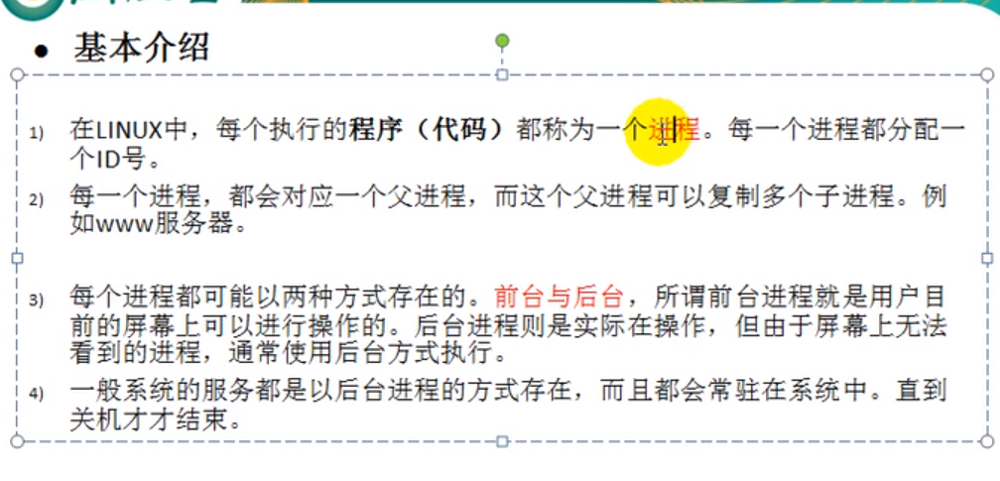 • 基本介绍
1) 在LINUX中，每个执行的程序（代码）都称为一个进程。每一个进程都分配一
个ID号。
2) 每一个进程，都会对应一个父进程，而这个父进程可以复制多个子进程。例
如www服务器。
3) 每个进程都可能以两种方式存在的。前台与后台，所谓前台进程就是用户目
前的屏幕上可以进行操作的。后台进程则是实际在操作，但由于屏幕上无法
看到的进程，通常使用后台方式执行。
4) 一般系统的服务都是以后台进程的方式存在，而且都会常驻在系统中。直到
关机才才结束。